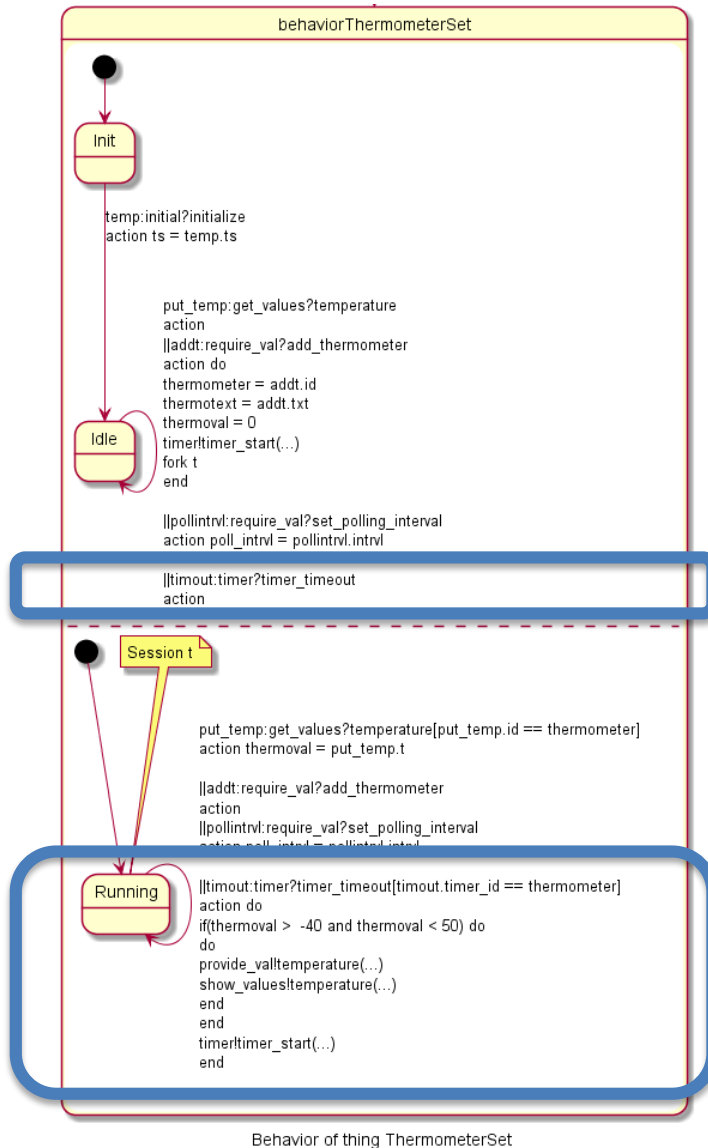 behaviorThermometerSet
Init
temp:initial?initialize
action ts = temp.ts
put_temp:get_values?temperature
action
||addt:require_val?add_thermometer
action do
thermometer = addt.id
thermotext = addt.txt
thermoval = 0
Idle
timer!timer_start(...)
fork t
end
||pollintrvl:require_val?set_polling_interval
action poll_intrvl = pollintrvl.intrvl
||timout:timer?timer_timeout
action
Session t
put_temp:get_values?temperature[put_temp.id == thermometer]
action thermoval = put_temp.t
||addt:require_val?add_thermometer
action
||pollintrvl:require_val?set_polling_interval
action poll_intrvl = pollintrvl.intrvl
Running
||timout:timer?timer_timeout[timout.timer_id == thermometer]
action do
if(thermoval > -40 and thermoval < 50) do
do
provide_val!temperature(...)
show_values!temperature(...)
end
end
timer!timer_start(...)
end
Behavior of thing ThermometerSet